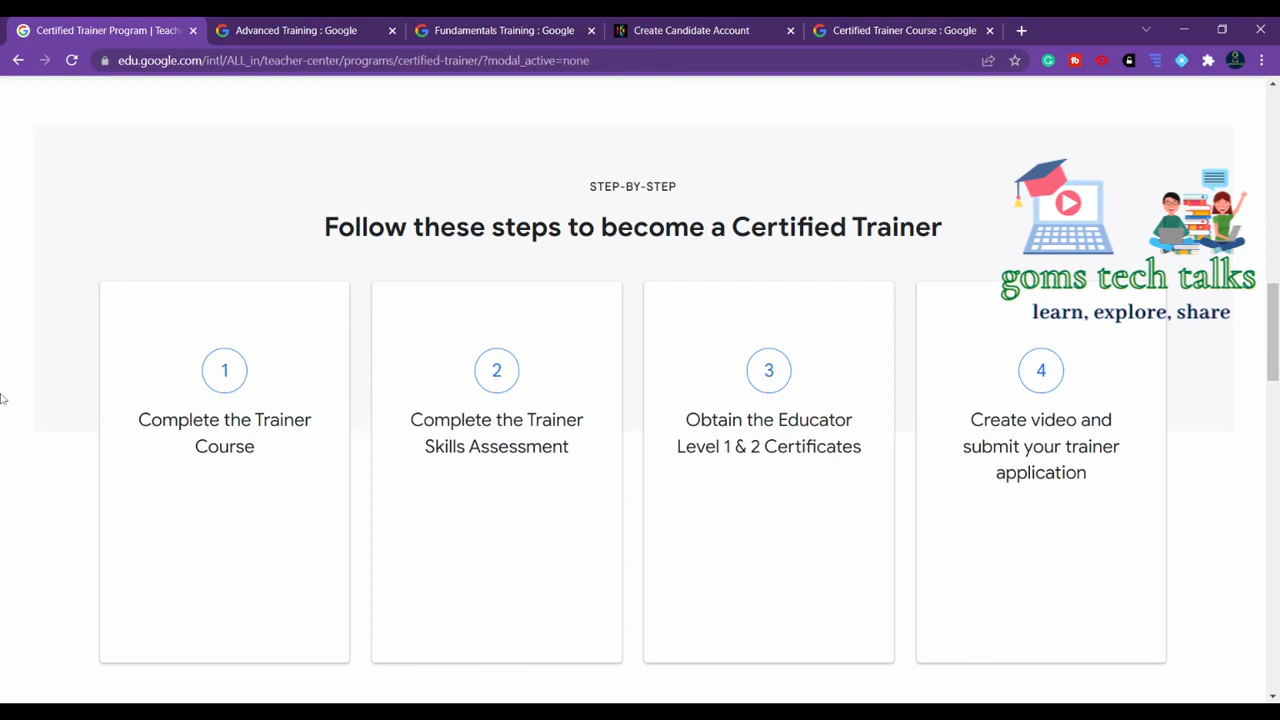 Certified Trainer Program | Teach
Advanced Training : Google
Fundamentals Training : Google
Create Candidate Account
Certified Trainer Course : Google
edu.google.com/intl/ALL_in/teacher-center/programs/certified-trainer/?modal_active=none
STEP-BY-STEP
Follow these steps to become a Certified Trainer
goms tech talks
learn, explore, share
1
Complete the Trainer
Course
2
Complete the Trainer
Skills Assessment
3
Obtain the Educator
Level 1 & 2 Certificates
4
Create video and
submit your trainer
application